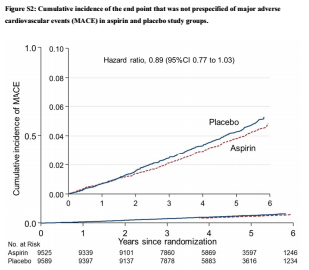 Figure S2: Cumulative incidence of the end point that was not prespecified of major adverse
cardiovascular events (MACE) in aspirin and placebo study groups.
1.0
0.10
Hazard ratio, 0.89 (95%CI 0.77 to 1.03)
0.08
0.06
Placebo
0.5
0.04
Aspirin
0.02
0.00
0 1 2 3 4 5 6
Cumulative incidence of MACE
0.0
0 1 2 3 4 5 6
Years since randomization
No. at Risk
Aspirin 9525 9339 9101 7860 5869 3597 1246
Placebo 9589 9397 9137 7878 5883 3616 1234